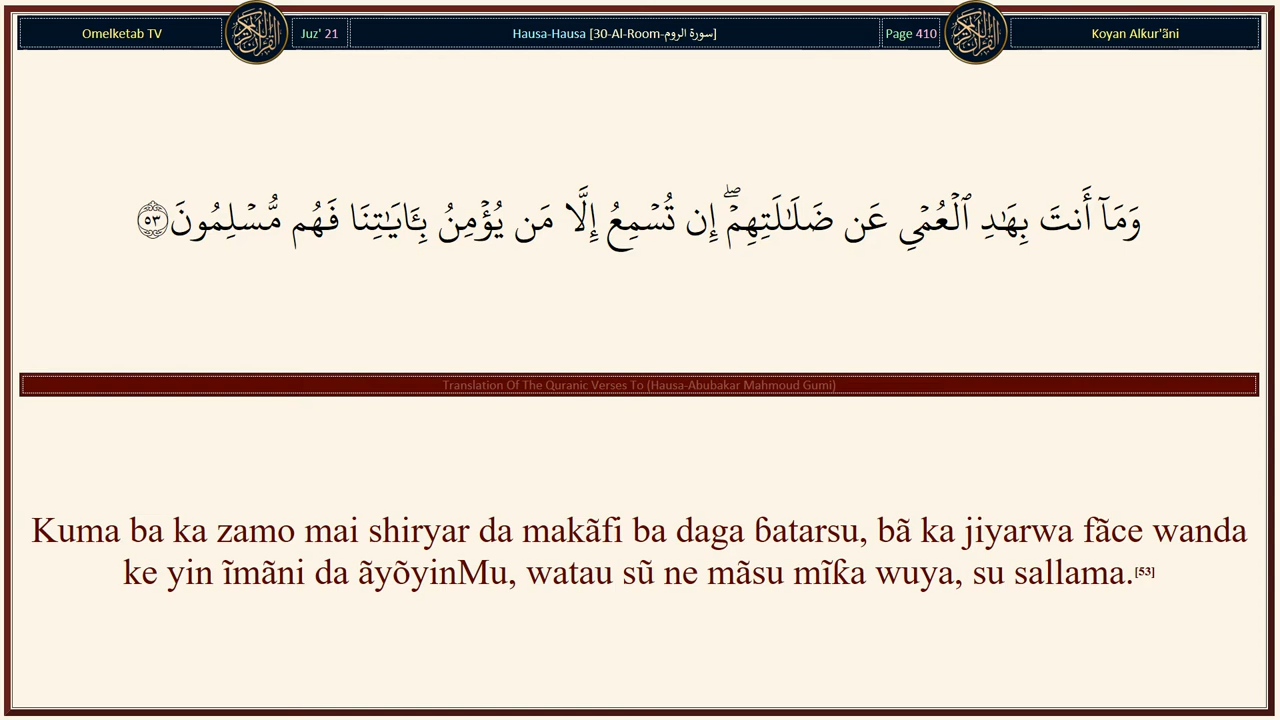 Omelketab TV
Juz' 21
Hausa-Hausa [30-Al-Room-سورة الروم]
Page 410
Koyan Alƙur'ãni
وَمَآ أَنتَ بِهَٰدِ ٱلۡعُمۡيِ عَن ضَلَٰلَتِهِمۡۖ إِن تُسۡمِعُ إِلَّا مَن يُؤۡمِنُ بِـَٔايَٰتِنَا فَهُم مُّسۡلِمُونَ ٥٣
Translation Of The Quranic Verses To (Hausa-Abubakar Mahmoud Gumi)
Kuma ba ka zamo mai shiryar da makãfi ba daga ɓatarsu, bã ka jiyarwa fãce wanda
ke yin ĩmãni da ãyõyinMu, watau sũ ne mãsu mĩƙa wuya, su sallama.[53]